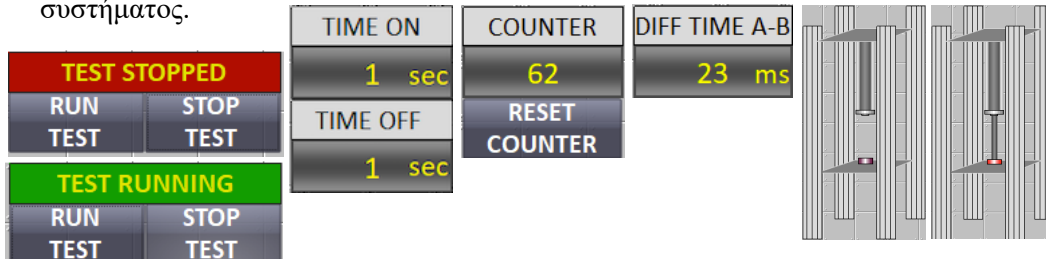 συστήματος.
TEST STOPPED
RUN TEST
STOP TEST
TEST RUNNING
RUN TEST
STOP TEST
TIME ON
1 sec
TIME OFF
1 sec
COUNTER
62
RESET
COUNTER
DIFF TIME A-B
23 ms